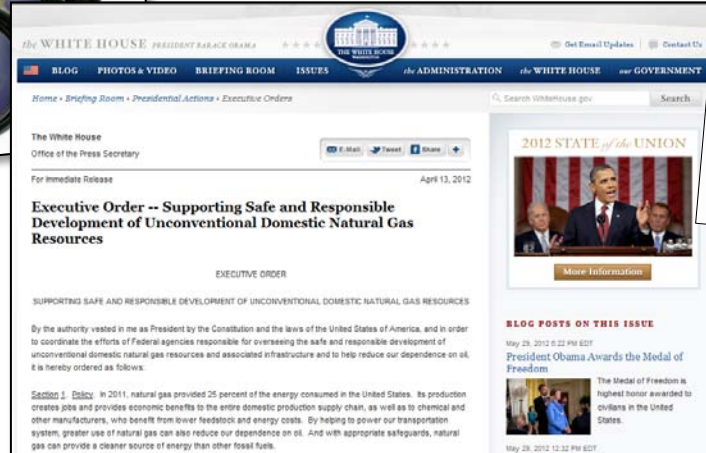 the WHITE HOUSE PRESIDENT BARACK OBAMA
THE WHITE HOUSE
WASHINGTON
Get Email Updates Contact Us
BLOG PHOTOS & VIDEO BRIEFING ROOM ISSUES the ADMINISTRATION the WHITE HOUSE our GOVERNMENT
Home • Briefing Room • Presidential Actions • Executive Orders
Search WhiteHouse.gov Search
The White House
Office of the Press Secretary
E-Mail Tweet Share +
For Immediate Release April 13, 2012
Executive Order -- Supporting Safe and Responsible
Development of Unconventional Domestic Natural Gas
Resources
EXECUTIVE ORDER
SUPPORTING SAFE AND RESPONSIBLE DEVELOPMENT OF UNCONVENTIONAL DOMESTIC NATURAL GAS RESOURCES
By the authority vested in me as President by the Constitution and the laws of the United States of America, and in order
to coordinate the efforts of Federal agencies responsible for overseeing the safe and responsible development of
unconventional domestic natural gas resources and associated infrastructure and to help reduce our dependence on oil,
it is hereby ordered as follows:
Section 1. Policy. In 2011, natural gas provided 25 percent of the energy consumed in the United States. Its production
creates jobs and provides economic benefits to the entire domestic production supply chain, as well as to chemical and
other manufacturers, who benefit from lower feedstock and energy costs. By helping to power our transportation
system, greater use of natural gas can also reduce our dependence on oil. And with appropriate safeguards, natural
gas can provide a cleaner source of energy than other fossil fuels.
2012 STATE of the UNION
More Information
BLOG POSTS ON THIS ISSUE
May 29, 2012 6:22 PM EDT
President Obama Awards the Medal of
Freedom
The Medal of Freedom is
highest honor awarded to
civilians in the United
States.
May 29, 2012 12:32 PM EDT